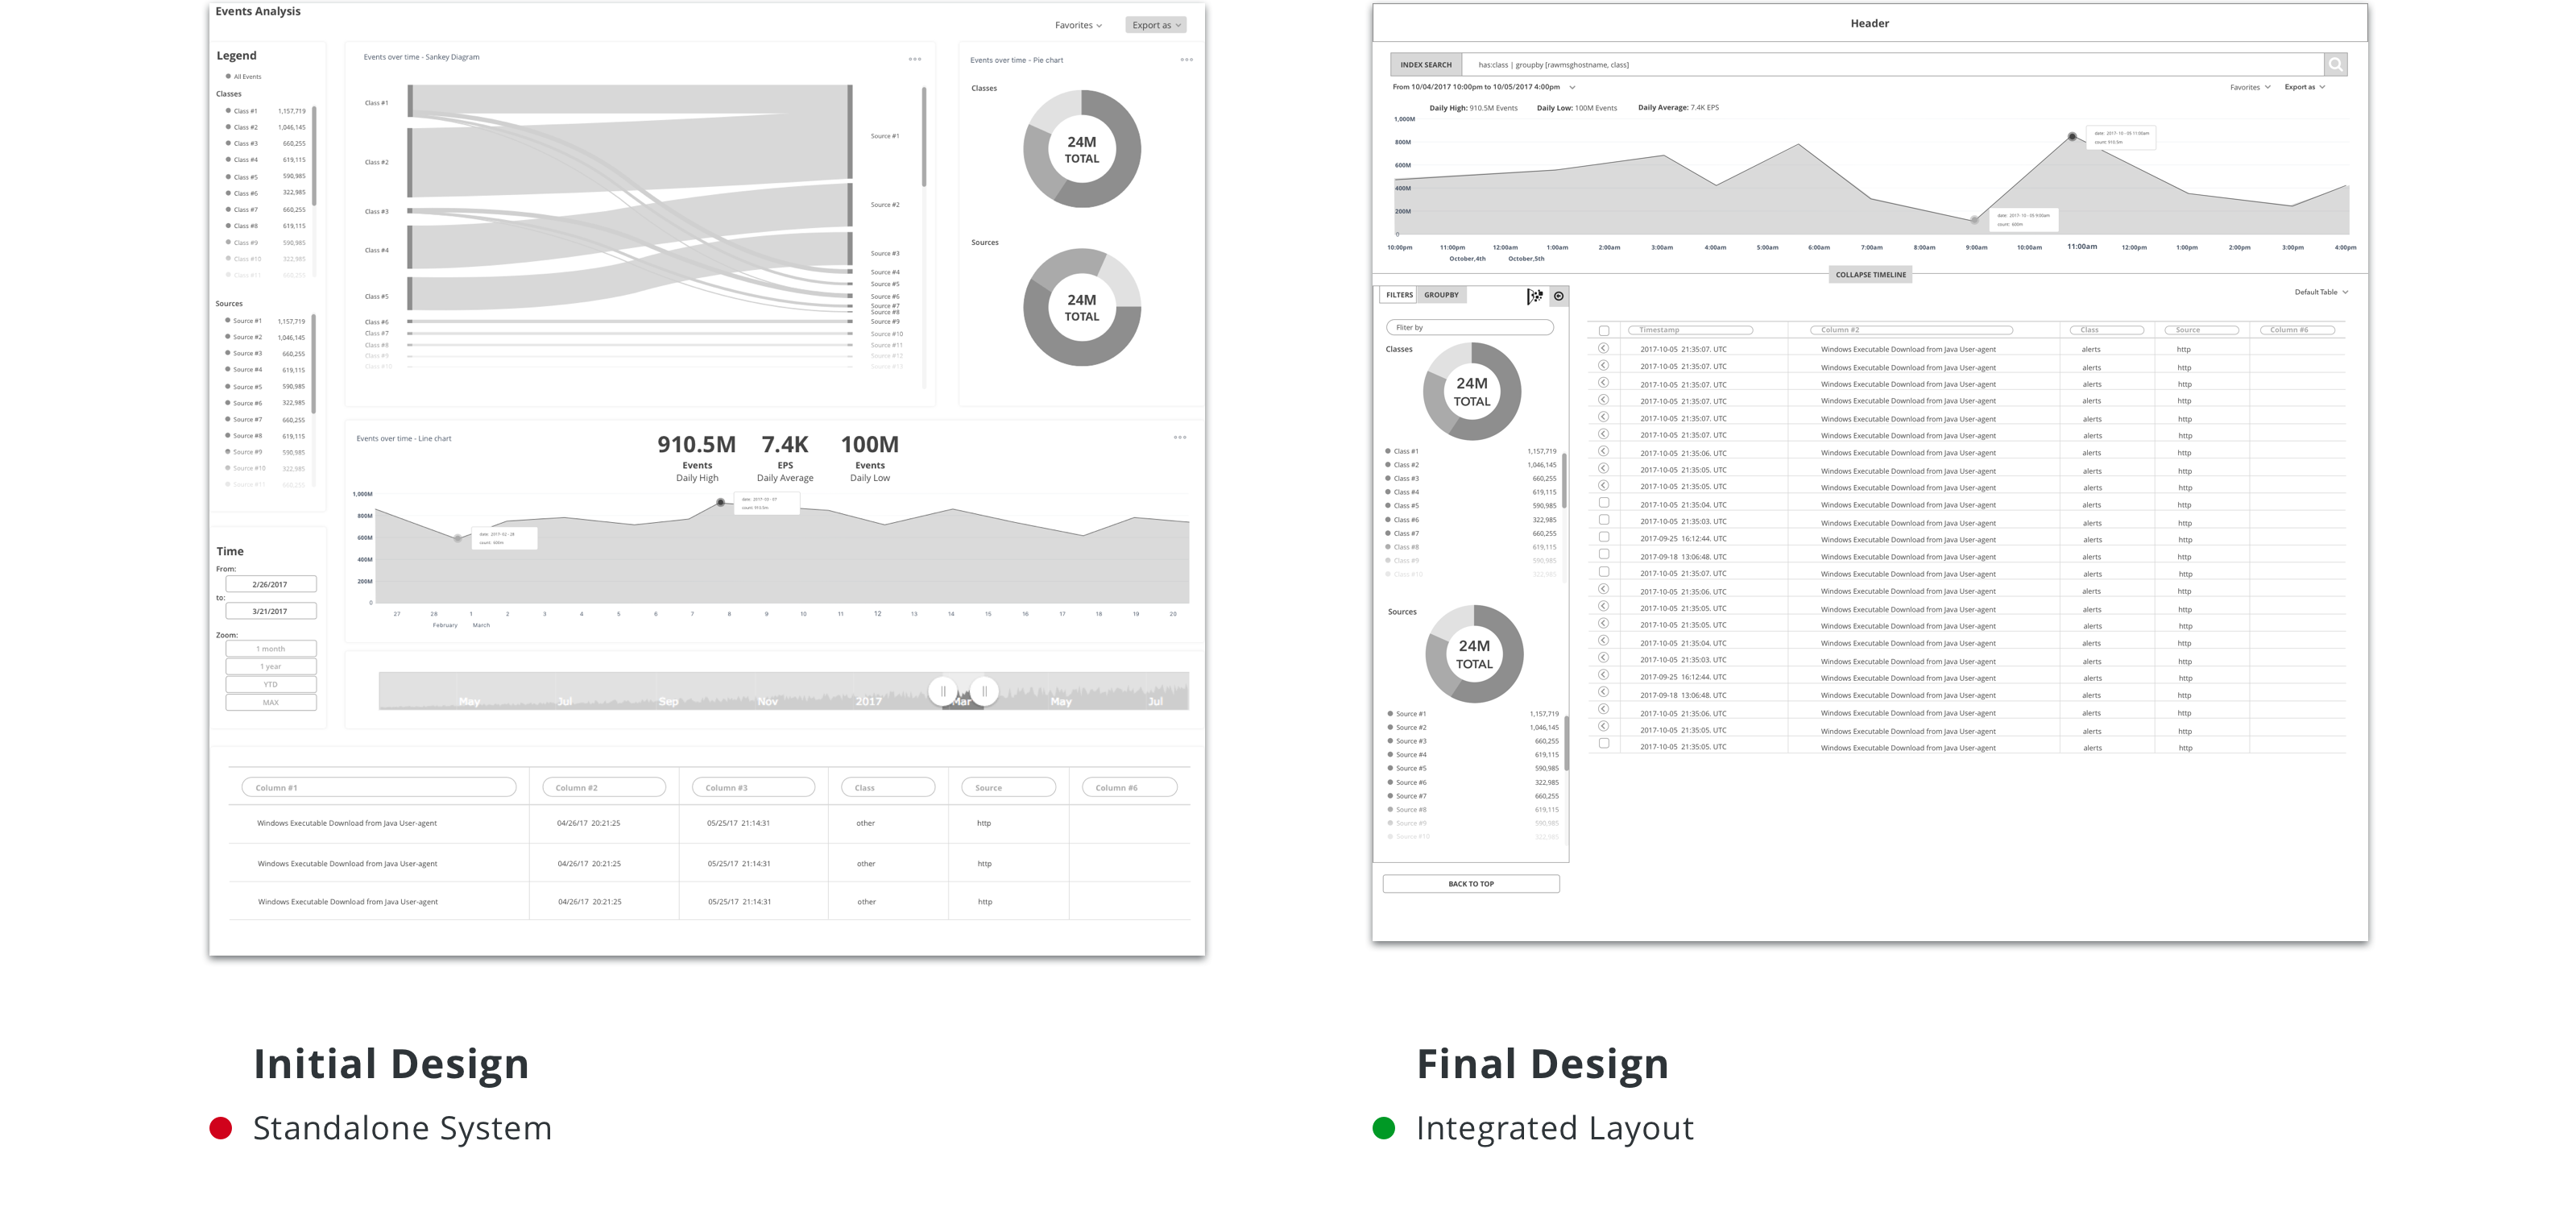 Events Analysis
Favorites
Export as
Legend
All Events
Classes
Class #1 1,157,719
Class #2 1,046,145
Class #3 660,255
Class #4 619,115
Class #5 590,985
Class #6 322,985
Class #7 660,255
Class #8 619,115
Class #9 590,985
Class #10 322,985
Class #11 660,255
Sources
Source #1 1,157,719
Source #2 1,046,145
Source #3 660,255
Source #4 619,115
Source #5 590,985
Source #6 322,985
Source #7 660,255
Source #8 619,115
Source #9 590,985
Source #10 322,985
Source #11 660,255
Time
From:
2/26/2017
to:
3/21/2017
Zoom:
1 month
1 year
YTD
MAX
Events over time - Sankey Diagram
Class #1
Class #2
Class #3
Class #4
Class #5
Class #6
Class #7
Class #8
Class #9
Class #10
Source #1
Source #2
Source #3
Source #4
Source #5
Source #6
Source #7
Source #8
Source #9
Source #10
Source #11
Source #12
Source #13
Events over time - Pie chart
Classes
24M
TOTAL
Sources
24M
TOTAL
Events over time - Line chart
910.5M 7.4K 100M
Events EPS Events
Daily High Daily Average Daily Low
1,000M
800M
600M
400M
200M
0
date: 2017-02-28
count: 600m
date: 2017-03-07
count: 910.5m
27 28 1 2 3 4 5 6 7 8 9 10 11 12 13 14 15 16 17 18 19 20
February March
May Jul Sep Nov 2017 Mar May Jul
Column #1 Column #2 Column #3 Class Source Column #6
Windows Executable Download from Java User-agent 04/26/17 20:21:25 05/25/17 21:14:31 other http
Windows Executable Download from Java User-agent 04/26/17 20:21:25 05/25/17 21:14:31 other http
Windows Executable Download from Java User-agent 04/26/17 20:21:25 05/25/17 21:14:31 other http
Initial Design
Standalone System
Header
INDEX SEARCH has:class | groupby [rawmsghostname, class]
From 10/04/2017 10:00pm to 10/05/2017 4:00pm
Favorites
Export as
Daily High: 910.5M Events Daily Low: 100M Events Daily Average: 7.4K EPS
1,000M
800M
600M
400M
200M
0
date: 2017-10-05 11:00am
count: 910.5m
date: 2017-10-05 9:00am
count: 600m
10:00pm 11:00pm 12:00am 1:00am 2:00am 3:00am 4:00am 5:00am 6:00am 7:00am 8:00am 9:00am 10:00am 11:00am 12:00pm 1:00pm 2:00pm 3:00pm 4:00pm
October,4th October,5th
COLLAPSE TIMELINE
FILTERS GROUPBY
Filter by
Classes
24M
TOTAL
Class #1 1,157,719
Class #2 1,046,145
Class #3 660,255
Class #4 619,115
Class #5 590,985
Class #6 322,985
Class #7 660,255
Class #8 619,115
Class #9 590,985
Class #10 322,985
Sources
24M
TOTAL
Source #1 1,157,719
Source #2 1,046,145
Source #3 660,255
Source #4 619,115
Source #5 590,985
Source #6 322,985
Source #7 660,255
Source #8 619,115
Source #9 590,985
Source #10 322,985
BACK TO TOP
Default Table
Timestamp Column #2 Class Source Column #6
2017-10-05 21:35:07. UTC Windows Executable Download from Java User-agent alerts http
2017-10-05 21:35:07. UTC Windows Executable Download from Java User-agent alerts http
2017-10-05 21:35:07. UTC Windows Executable Download from Java User-agent alerts http
2017-10-05 21:35:07. UTC Windows Executable Download from Java User-agent alerts http
2017-10-05 21:35:07. UTC Windows Executable Download from Java User-agent alerts http
2017-10-05 21:35:07. UTC Windows Executable Download from Java User-agent alerts http
2017-10-05 21:35:06. UTC Windows Executable Download from Java User-agent alerts http
2017-10-05 21:35:05. UTC Windows Executable Download from Java User-agent alerts http
2017-10-05 21:35:05. UTC Windows Executable Download from Java User-agent alerts http
2017-10-05 21:35:04. UTC Windows Executable Download from Java User-agent alerts http
2017-10-05 21:35:03. UTC Windows Executable Download from Java User-agent alerts http
2017-09-25 16:12:44. UTC Windows Executable Download from Java User-agent alerts http
2017-09-18 13:06:48. UTC Windows Executable Download from Java User-agent alerts http
2017-10-05 21:35:07. UTC Windows Executable Download from Java User-agent alerts http
2017-10-05 21:35:06. UTC Windows Executable Download from Java User-agent alerts http
2017-10-05 21:35:05. UTC Windows Executable Download from Java User-agent alerts http
2017-10-05 21:35:05. UTC Windows Executable Download from Java User-agent alerts http
2017-10-05 21:35:04. UTC Windows Executable Download from Java User-agent alerts http
2017-10-05 21:35:03. UTC Windows Executable Download from Java User-agent alerts http
2017-09-25 16:12:44. UTC Windows Executable Download from Java User-agent alerts http
2017-09-18 13:06:48. UTC Windows Executable Download from Java User-agent alerts http
2017-10-05 21:35:06. UTC Windows Executable Download from Java User-agent alerts http
2017-10-05 21:35:05. UTC Windows Executable Download from Java User-agent alerts http
2017-10-05 21:35:05. UTC Windows Executable Download from Java User-agent alerts http
Final Design
Integrated Layout